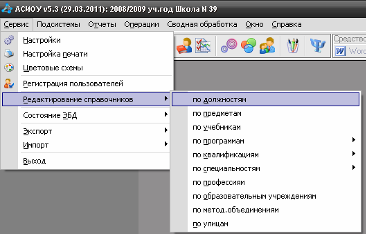 АСИОУ v5.3 (29.03.2011): 2008/2009 уч.год Школа N 39
Сервис Подсистемы Отчеты Операции Сводная обработка Окно Справка
Настройки
Настройка печати
Цветовые схемы
Регистрация пользователей
Редактирование справочников
Состояние ЭБД
Экспорт
Импорт
Выход
по должностям
по предметам
по учебникам
по программам
по квалификациям
по специальностям
по профессиям
по образовательным учреждениям
по метод.объединениям
по улицам
Средство
Word